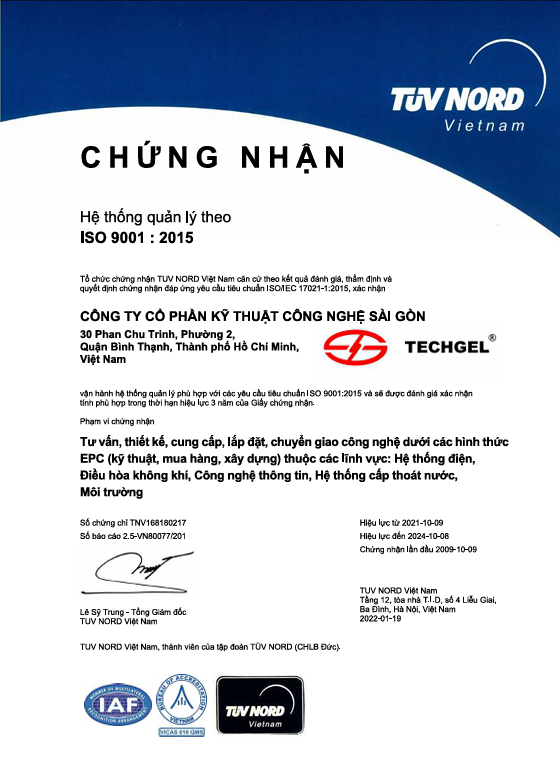 TÜV NORD
Vietnam
CHỨNG NHẬN
Hệ thống quản lý theo
ISO 9001 : 2015
Tổ chức chứng nhận TUV NORD Việt Nam căn cứ theo kết quả đánh giá, thẩm định và
quyết định chứng nhận đáp ứng yêu cầu tiêu chuẩn ISO/IEC 17021-1:2015, xác nhận
CÔNG TY CỔ PHẦN KỸ THUẬT CÔNG NGHỆ SÀI GÒN
30 Phan Chu Trinh, Phường 2,
Quận Bình Thạnh, Thành phố Hồ Chí Minh,
Việt Nam
TECHGEL®
vận hành hệ thống quản lý phù hợp với các yêu cầu tiêu chuẩn ISO 9001:2015 và sẽ được đánh giá xác nhận
tính phù hợp trong thời hạn hiệu lực 3 năm của Giấy chứng nhận.
Phạm vi chứng nhận
Tư vấn, thiết kế, cung cấp, lắp đặt, chuyển giao công nghệ dưới các hình thức
EPC (kỹ thuật, mua hàng, xây dựng) thuộc các lĩnh vực: Hệ thống điện,
Điều hòa không khí, Công nghệ thông tin, Hệ thống cấp thoát nước,
Môi trường
Số chứng chỉ TNV168180217
Số báo cáo 2.5-VN80077/201
Hiệu lực từ 2021-10-09
Hiệu lực đến 2024-10-08
Chứng nhận lần đầu 2009-10-09
Lê Sỹ Trung - Tổng Giám đốc
TUV NORD Việt Nam
TUV NORD Việt Nam
Tầng 12, tòa nhà T.I.D, số 4 Liễu Giai,
Ba Đình, Hà Nội, Việt Nam
2022-01-19
TUV NORD Việt Nam, thành viên của tập đoàn TÜV NORD (CHLB Đức).
MEMBER OF MULTILATERAL
IAF
RECOGNITION ARRANGEMENT
BUREAU OF ACCREDITATION
VIETNAM
VICAS 016 QMS
TÜV NORD
Vietnam